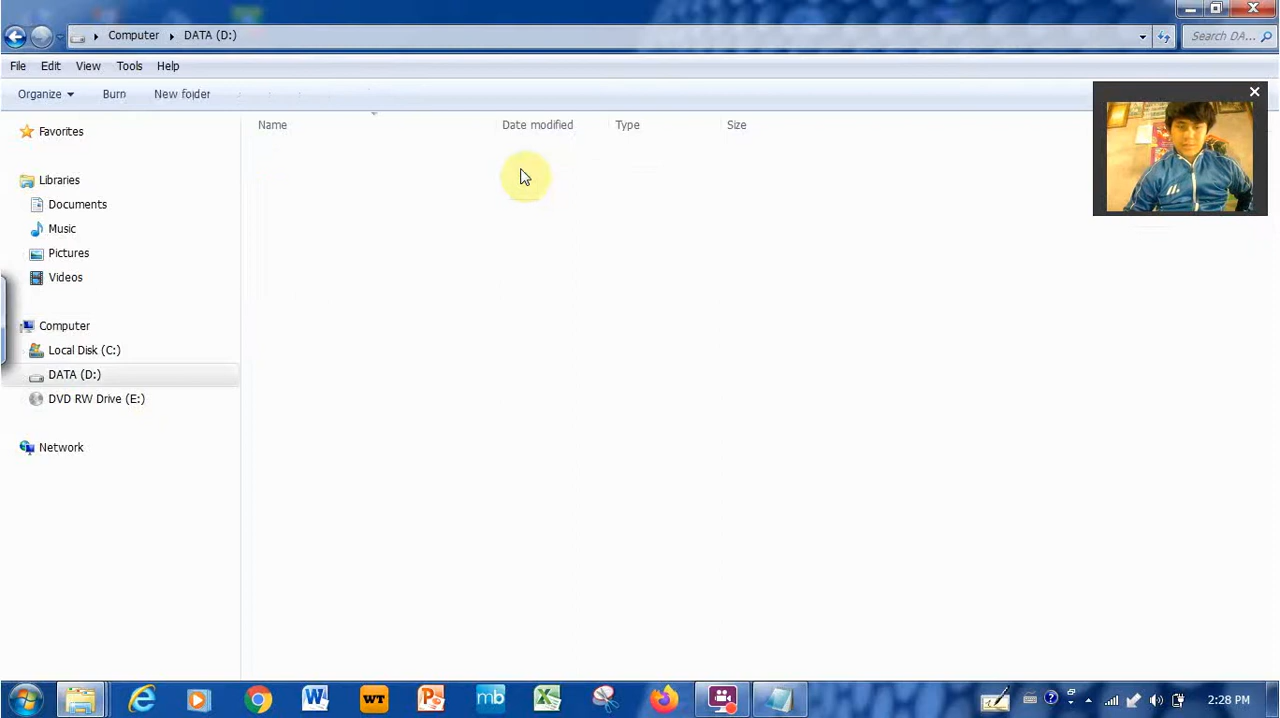 Computer DATA (D:) Search DA...
File Edit View Tools Help
Organize Burn New folder
Name Date modified Type Size
Favorites
Libraries
Documents
Music
Pictures
Videos
Computer
Local Disk (C:)
DATA (D:)
DVD RW Drive (E:)
Network
W WT P mb X 2:28 PM